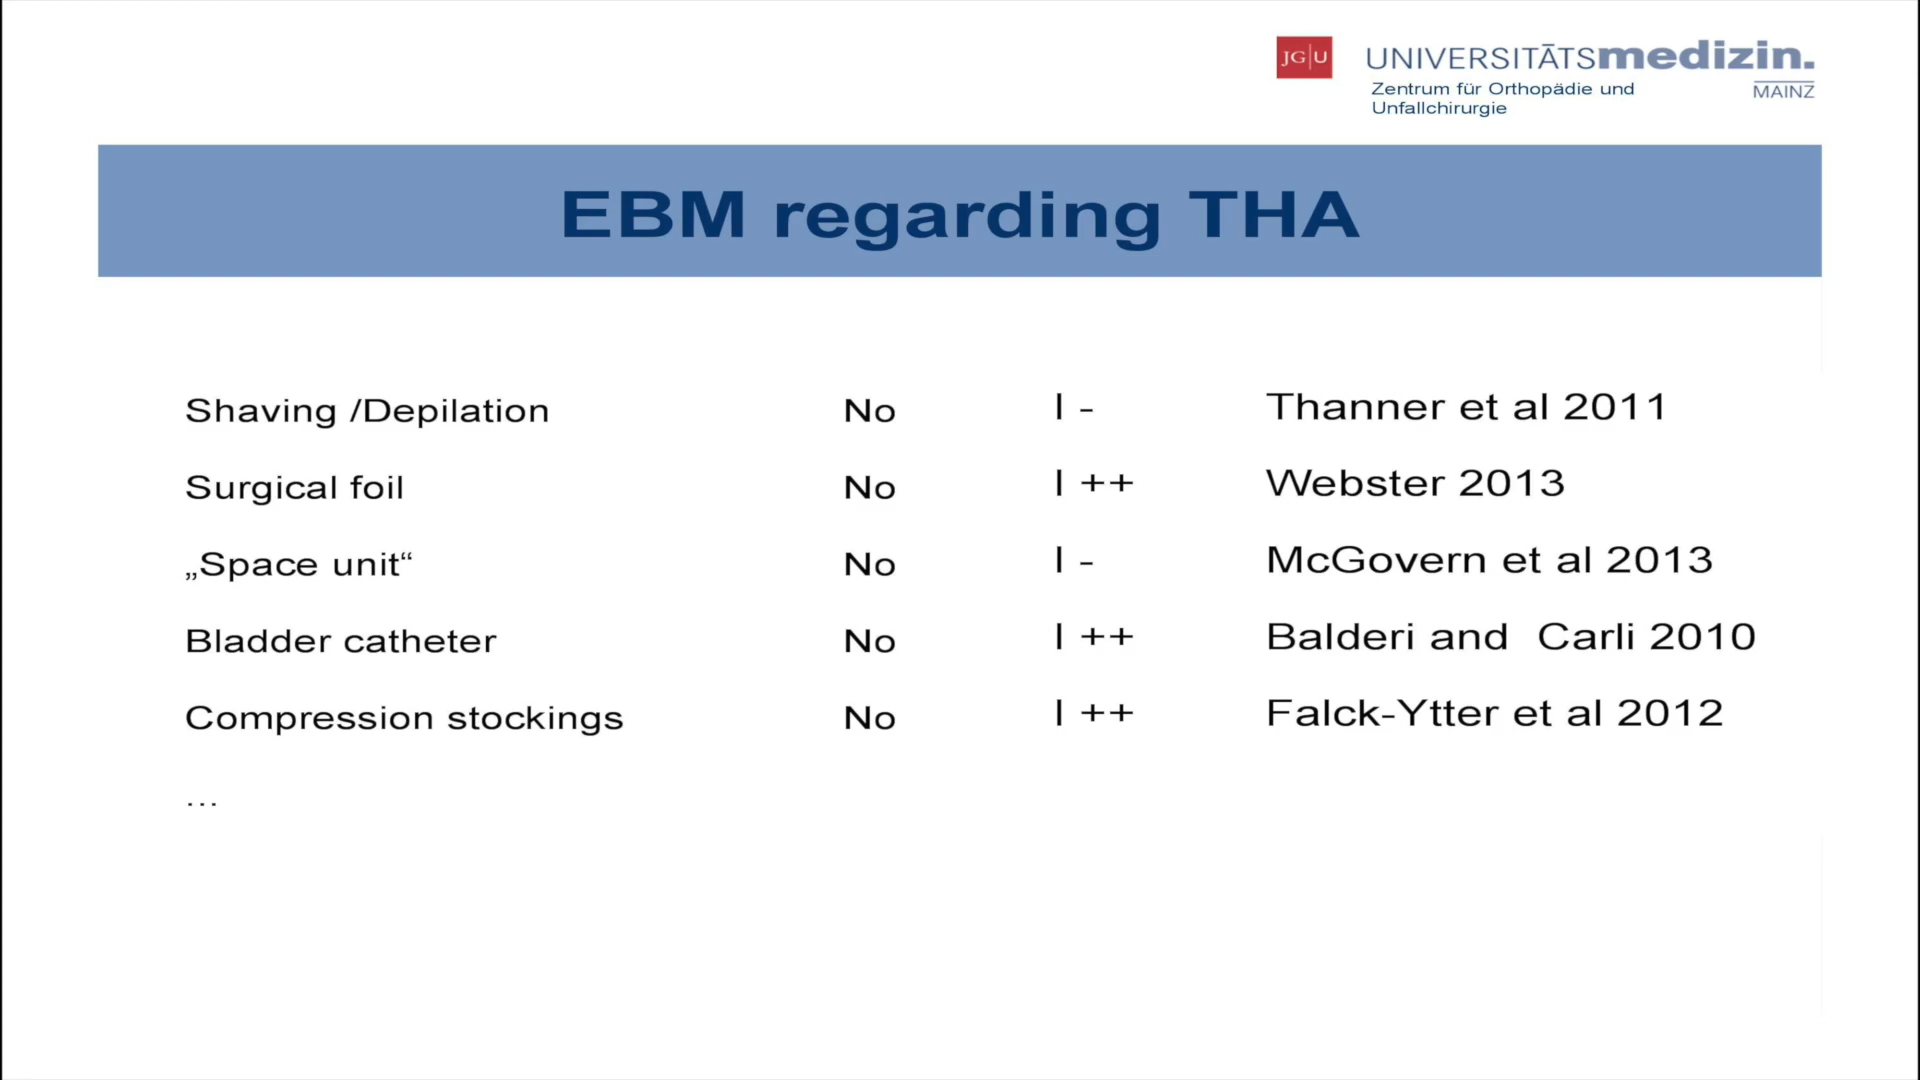 JG|U UNIVERSITĀTSmedizin.
MAINZ
Zentrum für Orthopädie und
Unfallchirurgie
EBM regarding THA
Shaving /Depilation No I - Thanner et al 2011
Surgical foil No I ++ Webster 2013
„Space unit“ No I - McGovern et al 2013
Bladder catheter No I ++ Balderi and Carli 2010
Compression stockings No I ++ Falck-Ytter et al 2012
...